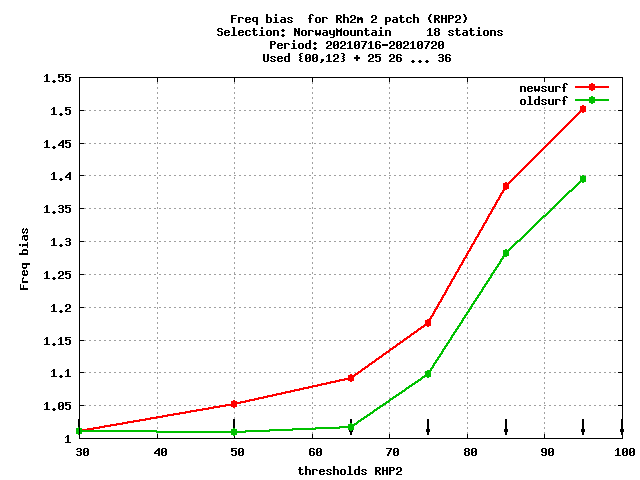 Freq bias  for Rh2m 2 patch (RHP2)
Selection: NorwayMountain     18 stations
Period: 20210716-20210720
Used {00,12} + 25 26 ... 36
newsurf
oldsurf
1.55
1.5
1.45
1.4
1.35
1.3
1.25
1.2
1.15
1.1
1.05
1
Freq bias
30 40 50 60 70 80 90 100
thresholds RHP2